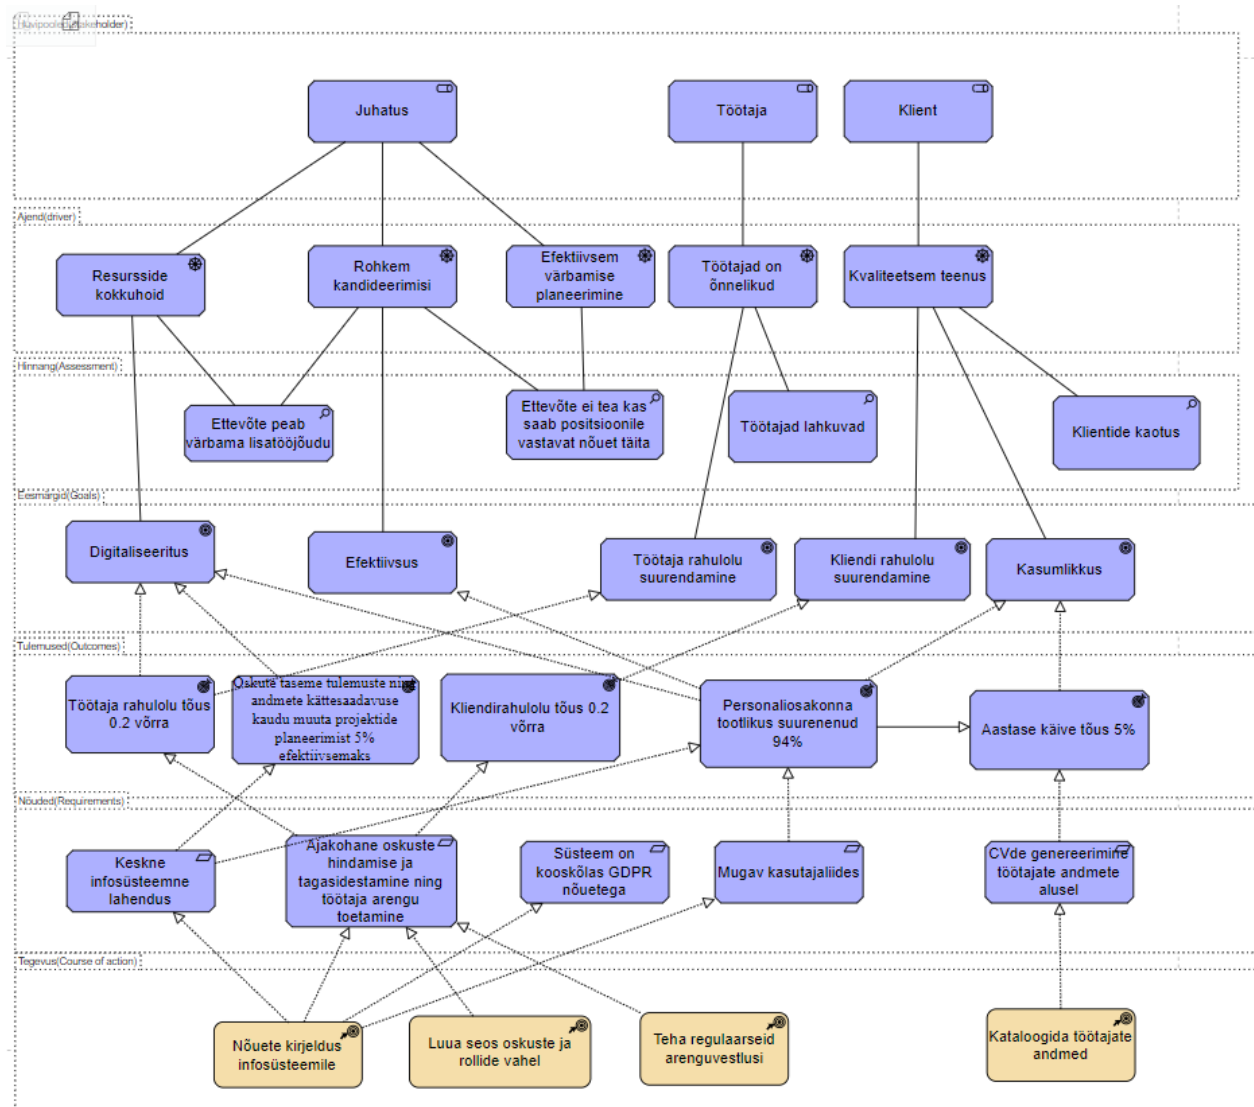 Huvipooled(Stakeholder)
Juhatus
Töötaja
Klient
Ajend(driver)
Resursside
kokkuhoid
Rohkem
kandideerimisi
Efektiivsem
värbamise
planeerimine
Töötajad on
õnnelikud
Kvaliteetsem teenus
Hinnang(Assessment)
Ettevõte peab
värbama lisatööjõudu
Ettevõte ei tea kas
saab positsioonile
vastavat nõuet täita
Töötajad lahkuvad
Klientide kaotus
Eesmärgid(Goals)
Digitaliseeritus
Efektiivsus
Töötaja rahulolu
suurendamine
Kliendi rahulolu
suurendamine
Kasumlikkus
Tulemused(Outcomes)
Töötaja rahulolu tõus
0.2 võrra
Oskute taseme tulemuste ning
andmete kättesaadavuse
kaudu muuta projektide
planeerimist 5%
efektiivsemaks
Kliendirahulolu tõus 0.2
võrra
Personaliosakonna
tootlikus suurenenud
94%
Aastase käive tõus 5%
Nõuded(Requirements)
Keskne
infosüsteemne
lahendus
Ajakohane oskuste
hindamise ja
tagasidestamine ning
töötaja arengu
toetamine
Süsteem on
kooskõlas GDPR
nõuetega
Mugav kasutajaliides
CVde genereerimine
töötajate andmete
alusel
Tegevus(Course of action)
Nõuete kirjeldus
infosüsteemile
Luua seos oskuste ja
rollide vahel
Teha regulaarseid
arenguvestlusi
Kataloogida töötajate
andmed